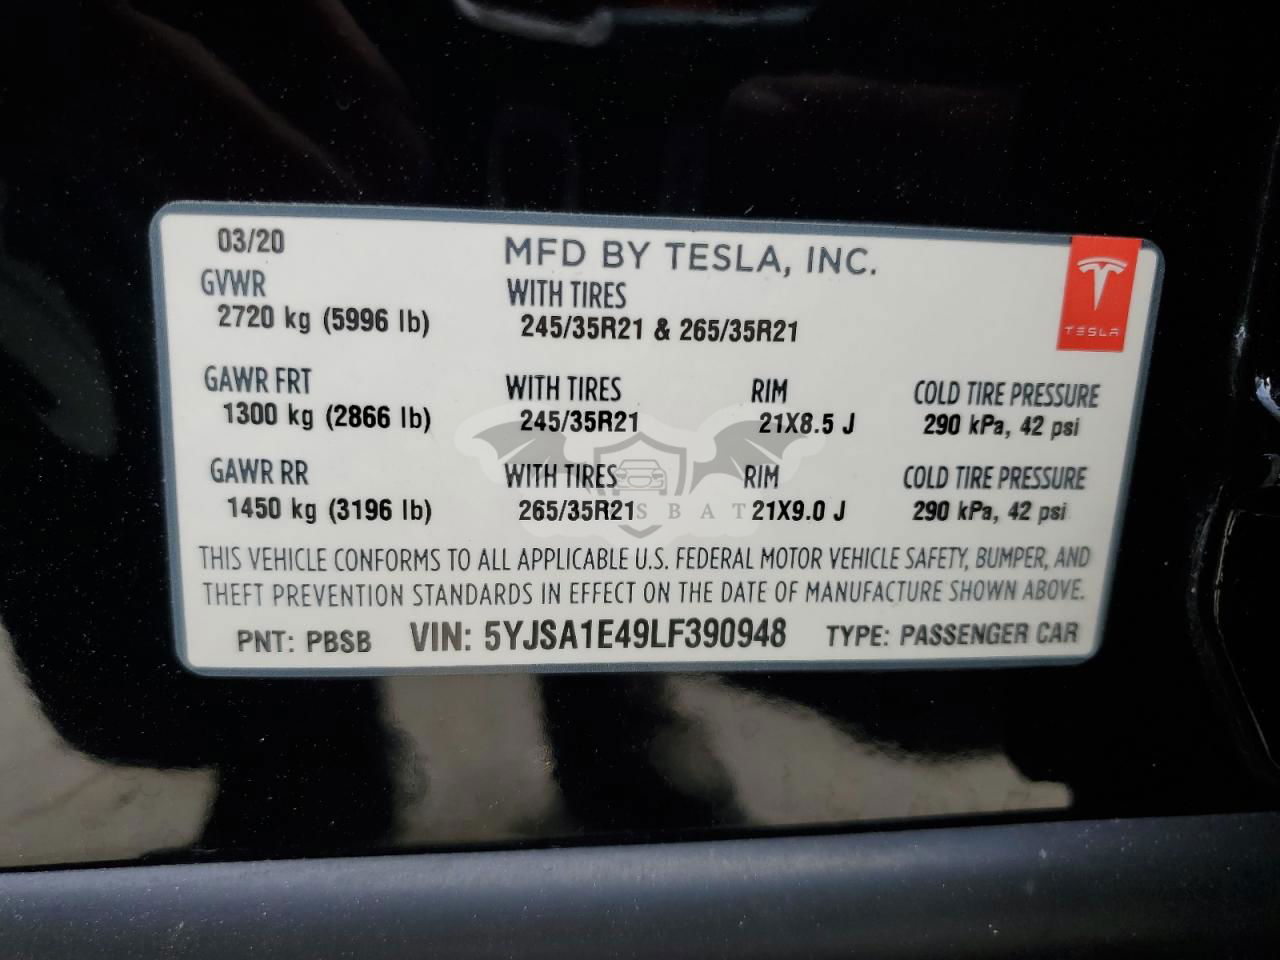 03/20 MFD BY TESLA, INC.
GVWR WITH TIRES
2720 kg (5996 lb) 245/35R21 & 265/35R21
TESLA
GAWR FRT WITH TIRES RIM COLD TIRE PRESSURE
1300 kg (2866 lb) 245/35R21 21X8.5 J 290 kPa, 42 psi
GAWR RR WITH TIRES RIM COLD TIRE PRESSURE
1450 kg (3196 lb) 265/35R21 21X9.0 J 290 kPa, 42 psi
THIS VEHICLE CONFORMS TO ALL APPLICABLE U.S. FEDERAL MOTOR VEHICLE SAFETY, BUMPER, AND
THEFT PREVENTION STANDARDS IN EFFECT ON THE DATE OF MANUFACTURE SHOWN ABOVE.
PNT: PBSB VIN: 5YJSA1E49LF390948 TYPE: PASSENGER CAR